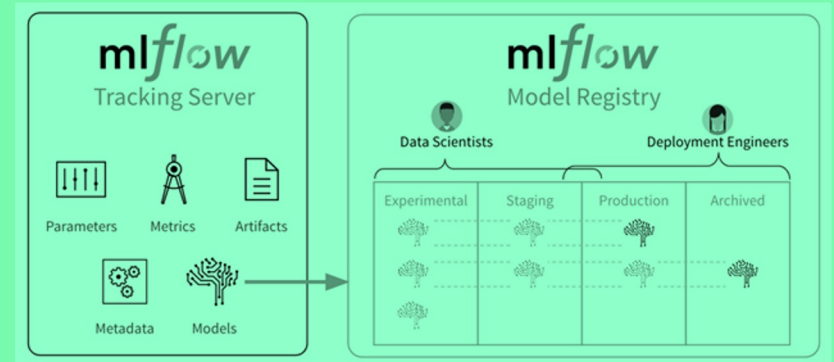 mlflow
Tracking Server
Parameters Metrics Artifacts
Metadata Models
mlflow
Model Registry
Data Scientists Deployment Engineers
Experimental Staging Production Archived